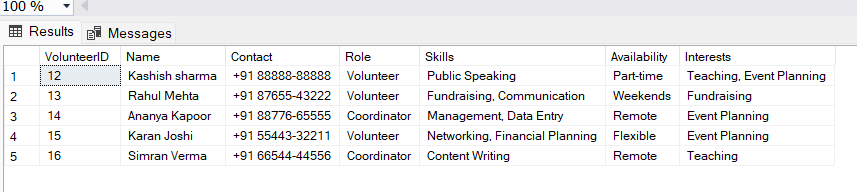 100 %
Results Messages
VolunteerID Name Contact Role Skills Availability Interests
1 12 Kashish sharma +91 88888-88888 Volunteer Public Speaking Part-time Teaching, Event Planning
2 13 Rahul Mehta +91 87655-43222 Volunteer Fundraising, Communication Weekends Fundraising
3 14 Ananya Kapoor +91 88776-65555 Coordinator Management, Data Entry Remote Event Planning
4 15 Karan Joshi +91 55443-32211 Volunteer Networking, Financial Planning Flexible Event Planning
5 16 Simran Verma +91 66544-44556 Coordinator Content Writing Remote Teaching